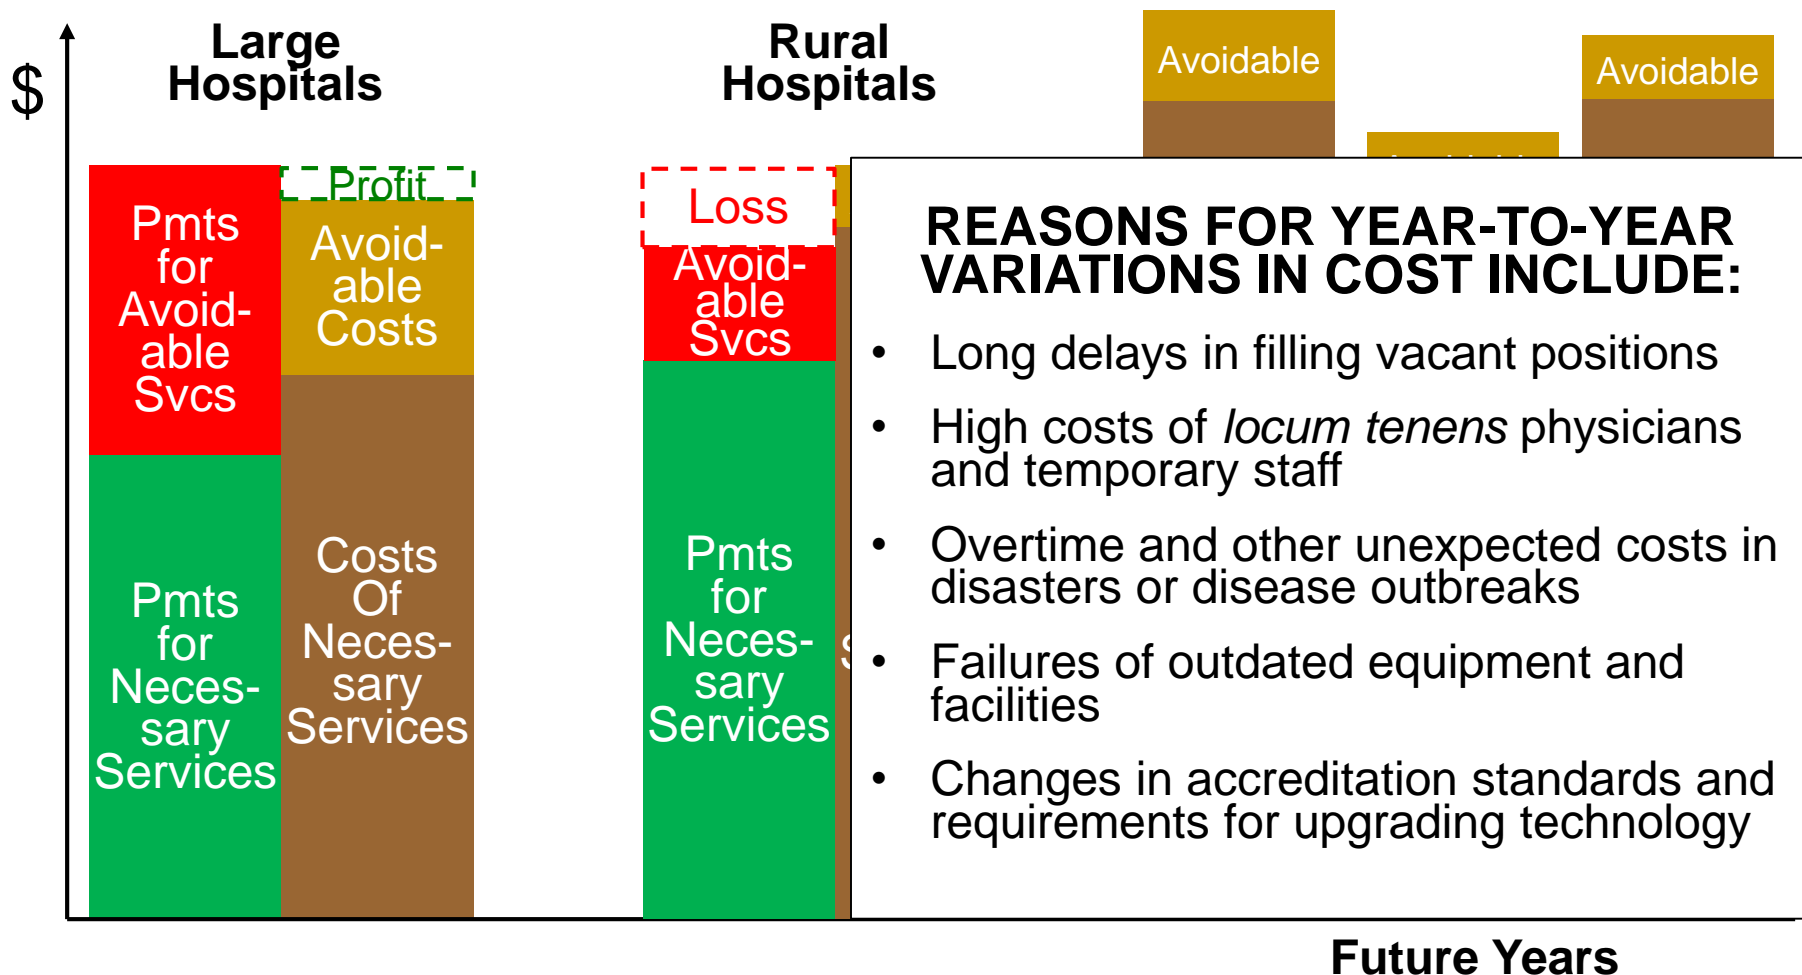 $
Large
Hospitals
Rural
Hospitals
Avoidable
Avoidable
Pmts
for
Avoid-
able
Svcs
Pmts
for
Neces-
sary
Services
Profit
Avoid-
able
Costs
Costs
Of
Neces-
sary
Services
Loss
Avoid-
able
Svcs
Pmts
for
Neces-
sary
Services
REASONS FOR YEAR-TO-YEAR
VARIATIONS IN COST INCLUDE:
• Long delays in filling vacant positions
• High costs of locum tenens physicians
and temporary staff
• Overtime and other unexpected costs in
disasters or disease outbreaks
• Failures of outdated equipment and
facilities
• Changes in accreditation standards and
requirements for upgrading technology
Future Years